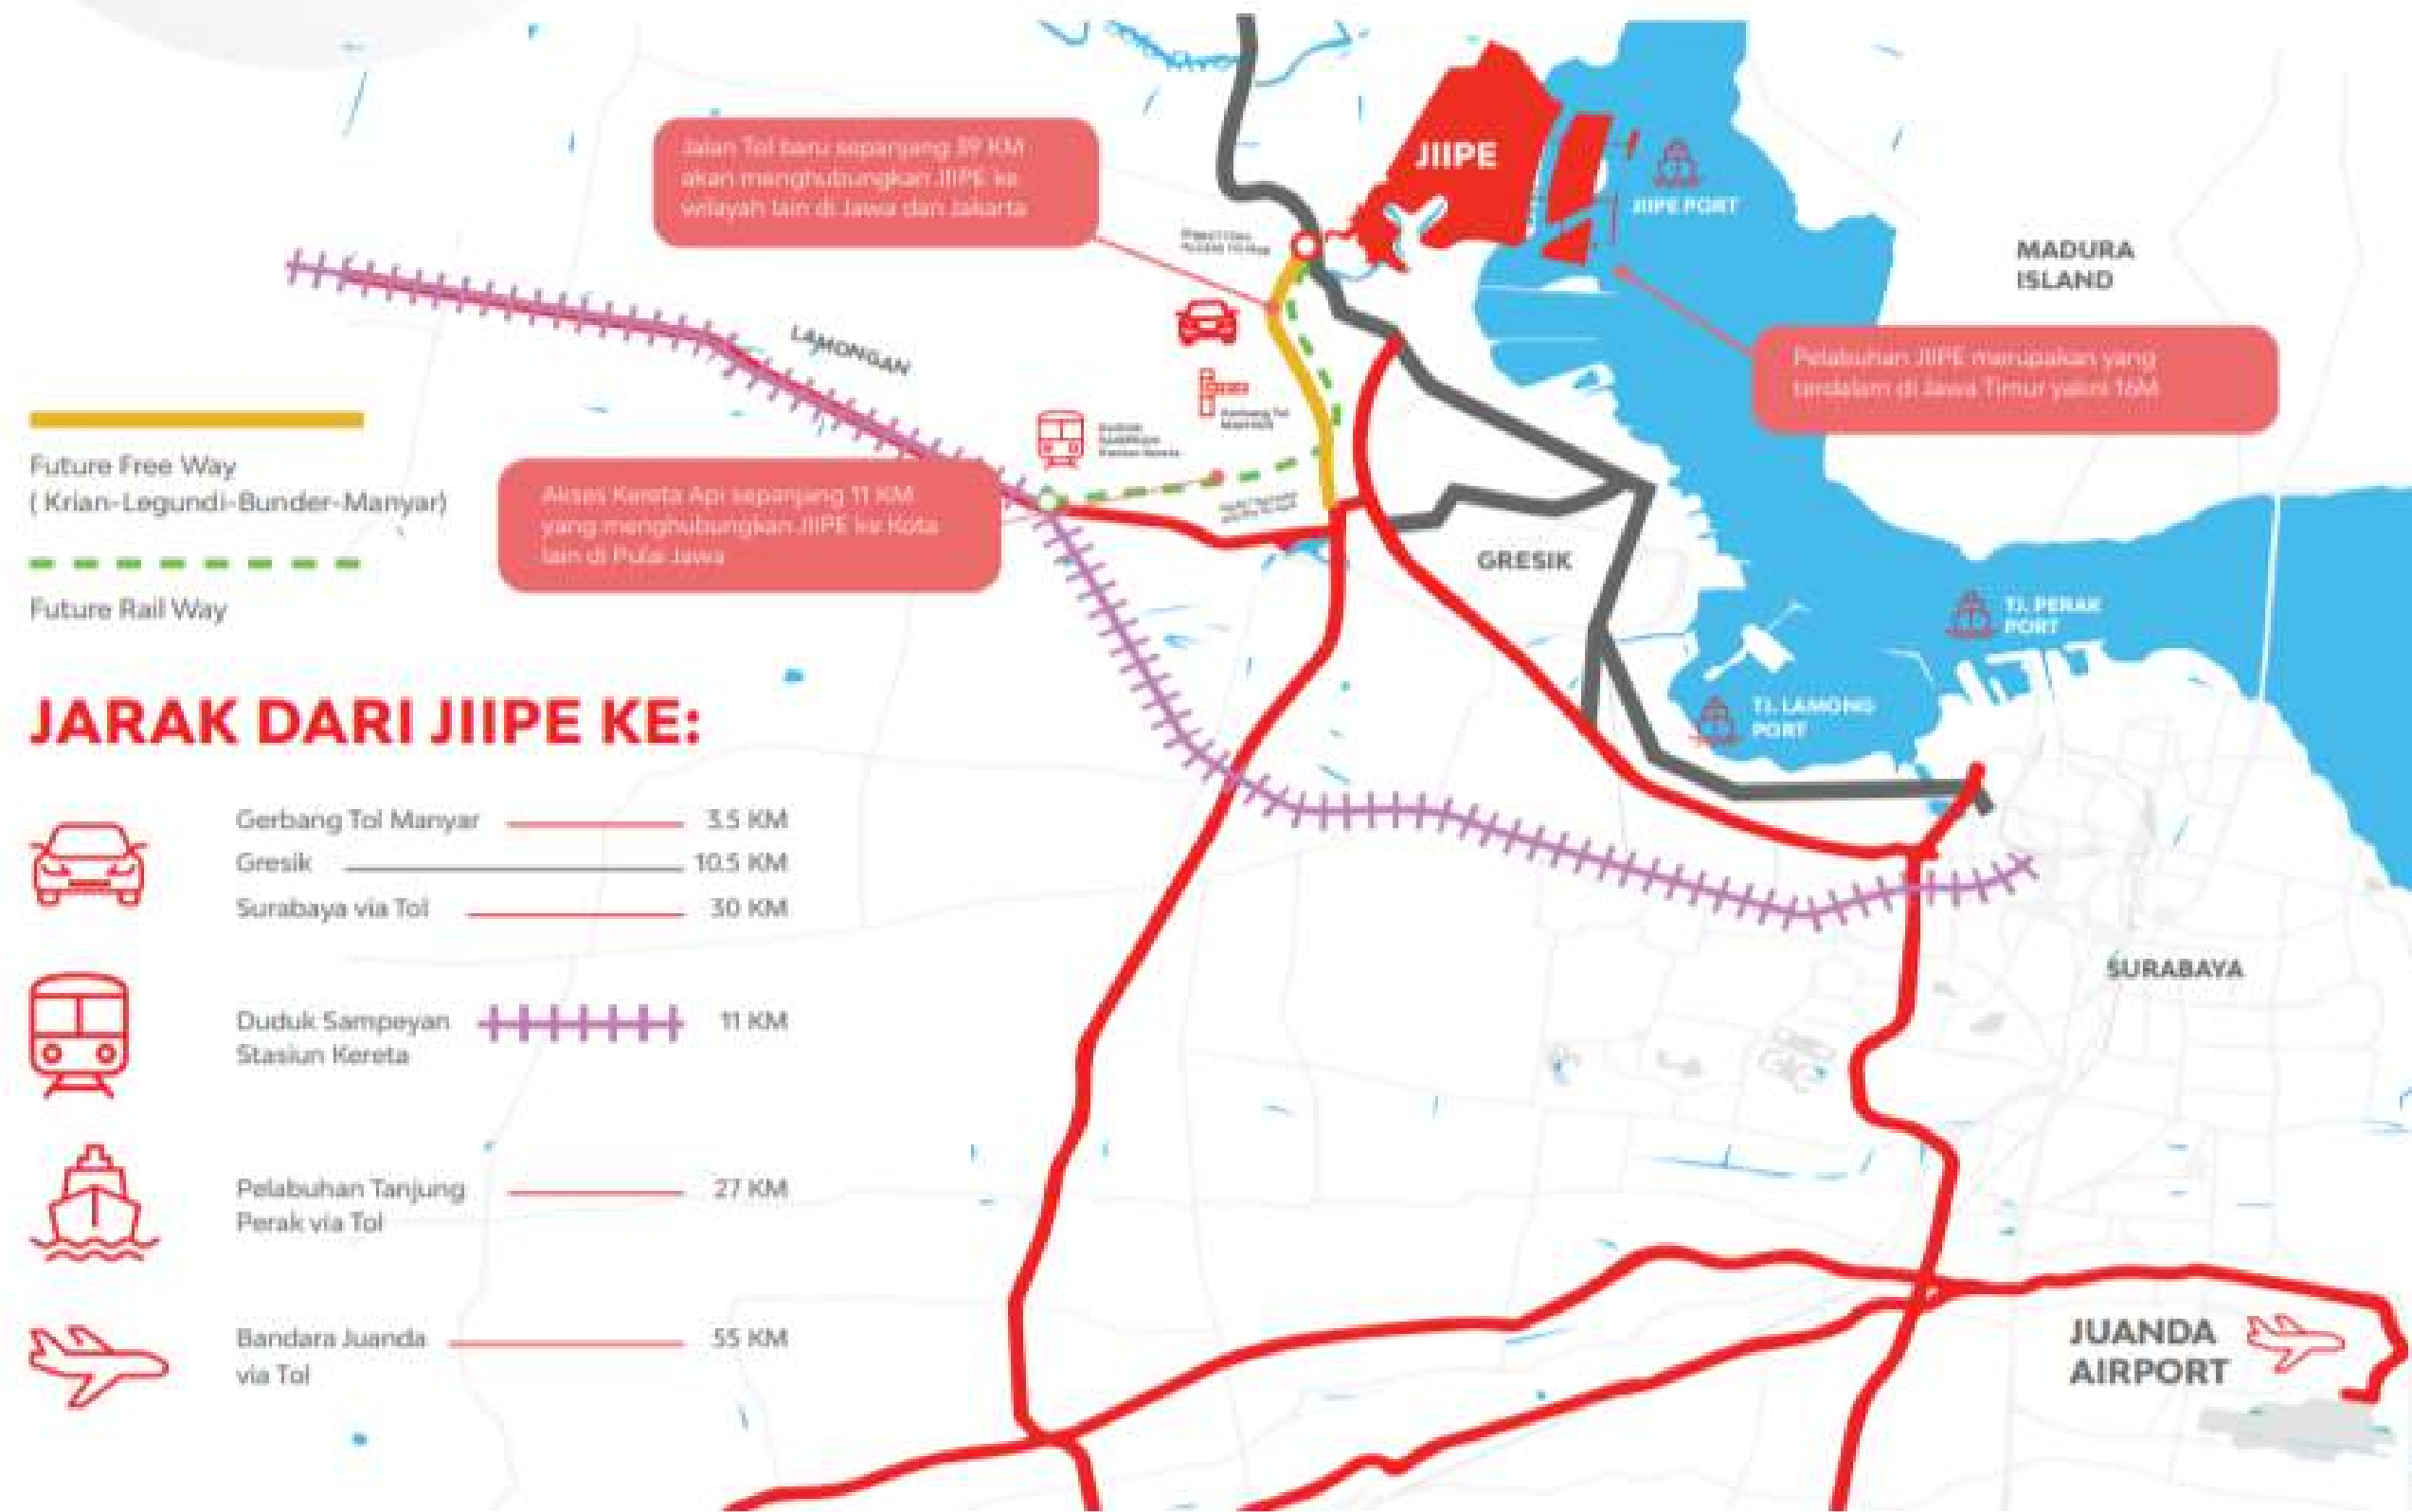 Jalan Tol baru sepanjang 39 KM
akan menghubungkan JIIPE ke
wilayah lain di Jawa dan Jakarta
JIIPE
JIIPE PORT
MADURA
ISLAND
LAMONGAN
Pelabuhan JIIPE merupakan yang
terdalam di Jawa Timur yakni 16M
Future Free Way
( Krian-Legundi-Bunder-Manyar)
Future Rail Way
Akses Kereta Api sepanjang 11 KM
yang menghubungkan JIIPE ke Kota
lain di Pulai Jawa
GRESIK
TJ. PERAK
PORT
TJ. LAMONG
PORT
JARAK DARI JIIPE KE:
Gerbang Tol Manyar 3.5 KM
Gresik 10.5 KM
Surabaya via Tol 30 KM
Duduk Sampeyan 11 KM
Stasiun Kereta
Pelabuhan Tanjung 27 KM
Perak via Tol
Bandara Juanda 55 KM
via Tol
SURABAYA
JUANDA
AIRPORT